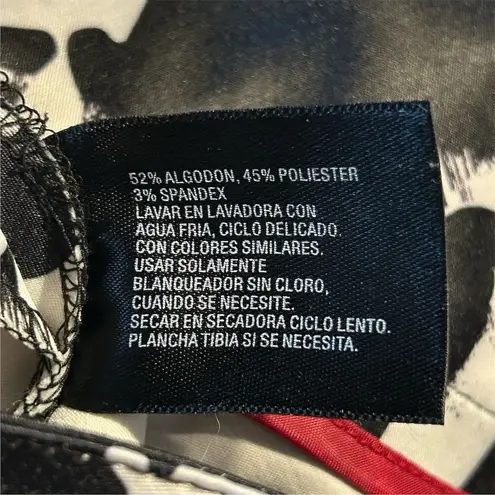 52% ALGODON, 45% POLIESTER
3% SPANDEX
LAVAR EN LAVADORA CON
AGUA FRIA, CICLO DELICADO.
CON COLORES SIMILARES.
USAR SOLAMENTE
BLANQUEADOR SIN CLORO,
CUANDO SE NECESITE.
SECAR EN SECADORA CICLO LENTO.
PLANCHA TIBIA SI SE NECESITA.